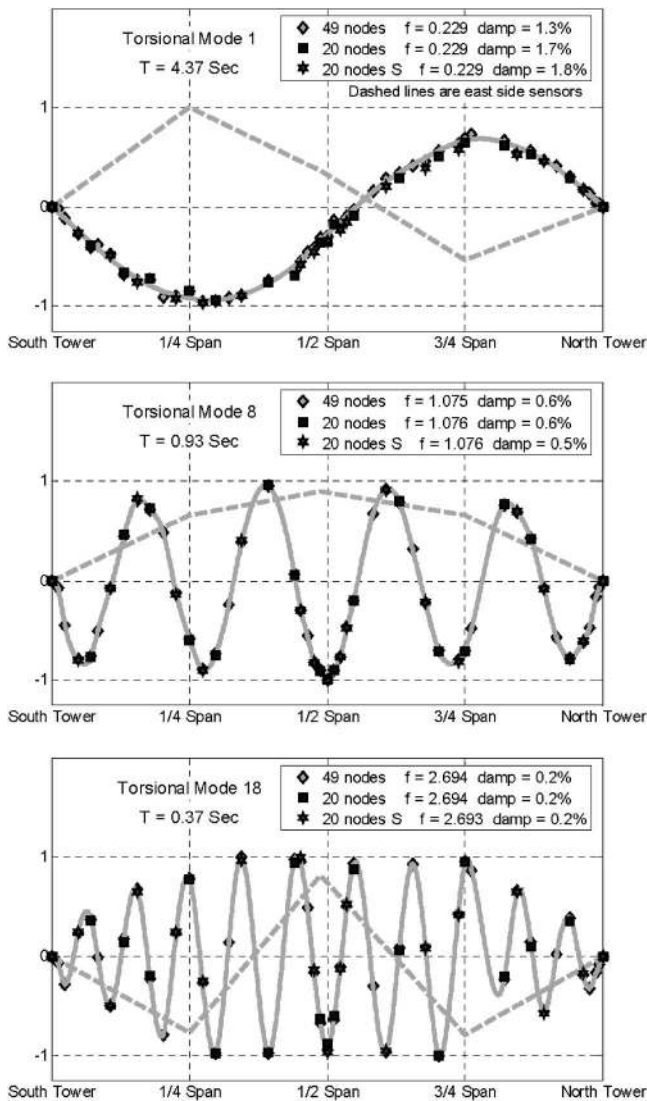 Torsional Mode 1
T = 4.37 Sec
49 nodes f = 0.229 damp = 1.3%
20 nodes f = 0.229 damp = 1.7%
20 nodes S f = 0.229 damp = 1.8%
Dashed lines are east side sensors
1
0
-1
South Tower 1/4 Span 1/2 Span 3/4 Span North Tower
Torsional Mode 8
T = 0.93 Sec
49 nodes f = 1.075 damp = 0.6%
20 nodes f = 1.076 damp = 0.6%
20 nodes S f = 1.076 damp = 0.5%
1
0
-1
South Tower 1/4 Span 1/2 Span 3/4 Span North Tower
Torsional Mode 18
T = 0.37 Sec
49 nodes f = 2.694 damp = 0.2%
20 nodes f = 2.694 damp = 0.2%
20 nodes S f = 2.693 damp = 0.2%
1
0
-1
South Tower 1/4 Span 1/2 Span 3/4 Span North Tower